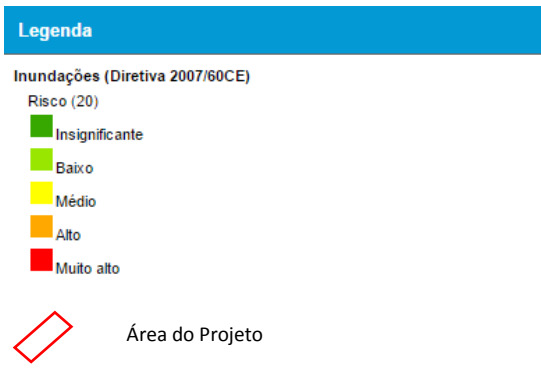 Legenda
Inundações (Diretiva 2007/60CE)
Risco (20)
Insignificante
Baixo
Médio
Alto
Muito alto
Área do Projeto